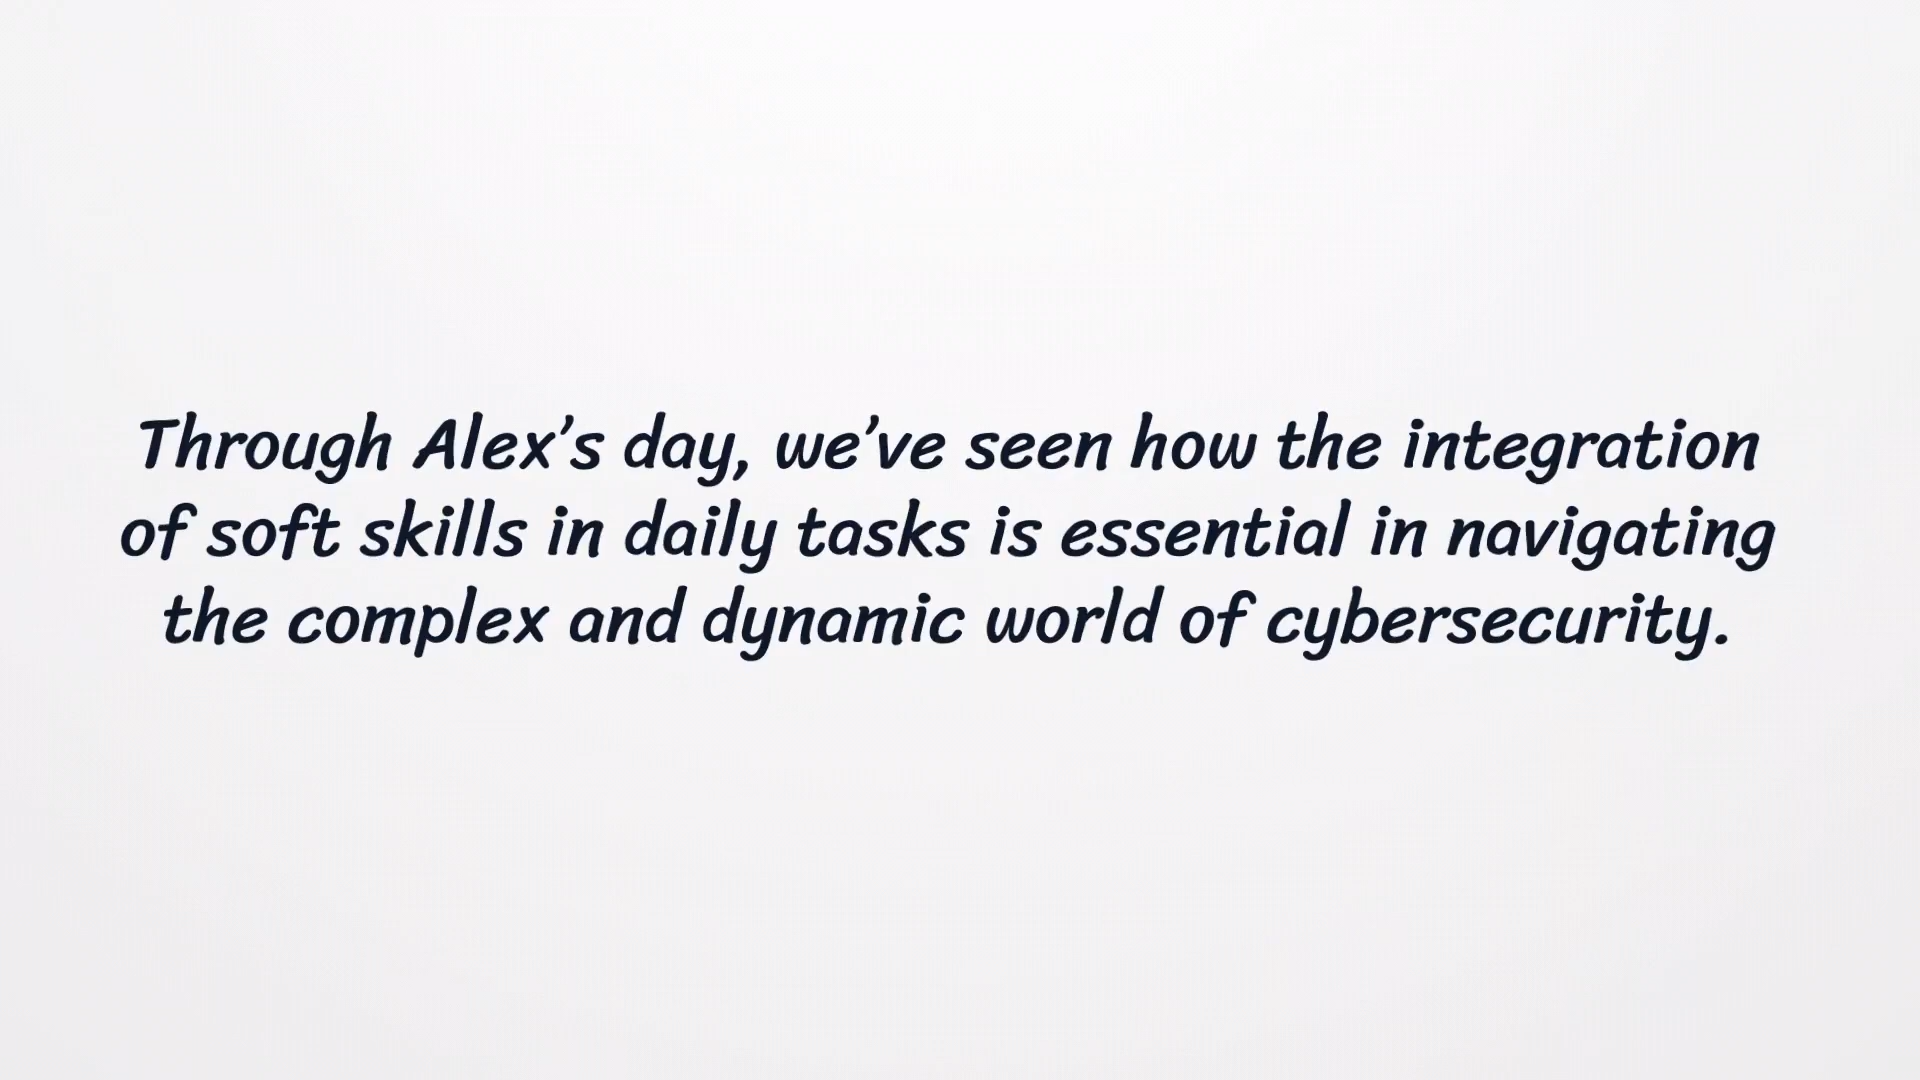 Through Alex’s day, we’ve seen how the integration
of soft skills in daily tasks is essential in navigating
the complex and dynamic world of cybersecurity.